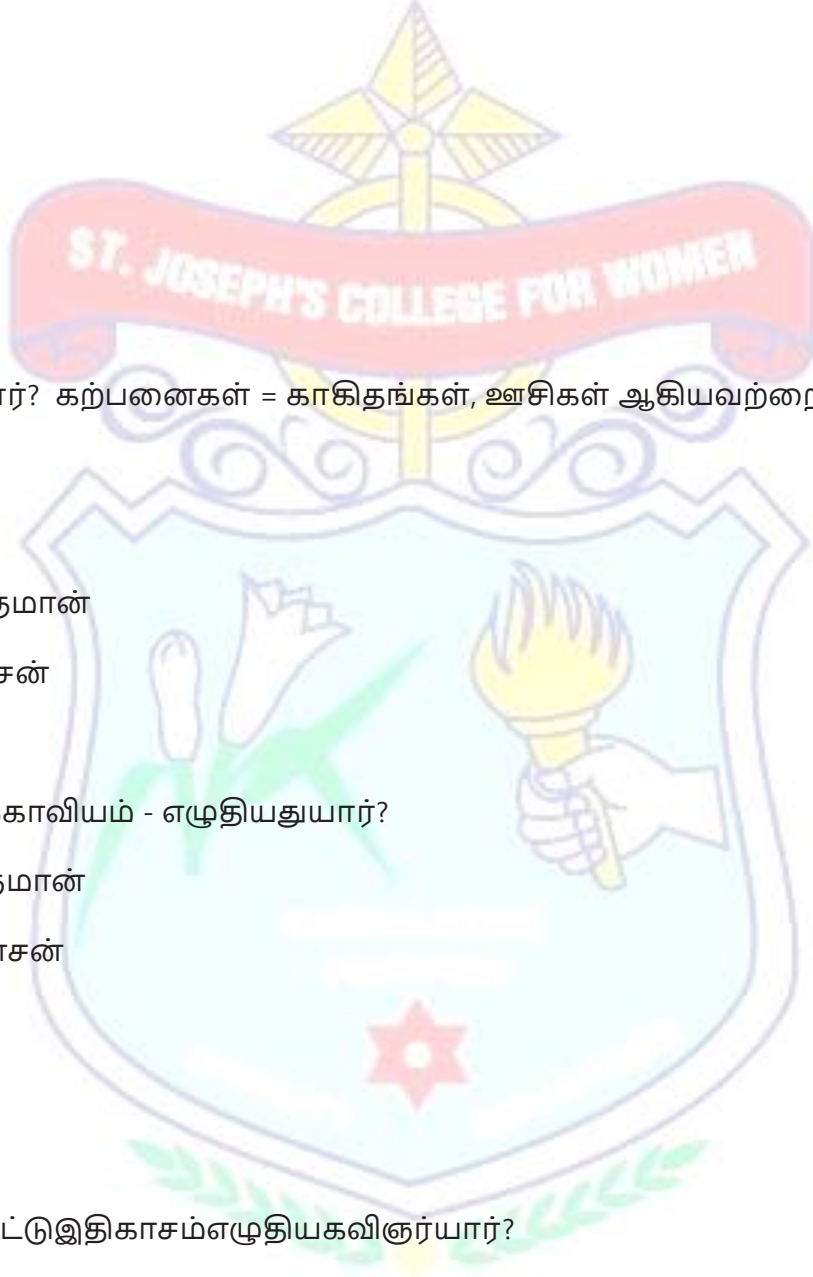 ST. JOSEPH'S COLLEGE FOR WOMEN
ார்? கற்பனைகள் = காகிதங்கள், ஊசிகள் ஆகியவற்றை
ுமான்
சன்
காவியம் - எழுதியதுயார்?
ுமான்
சன்
ட்டுஇதிகாசம்எழுதியகவிஞர்யார்?